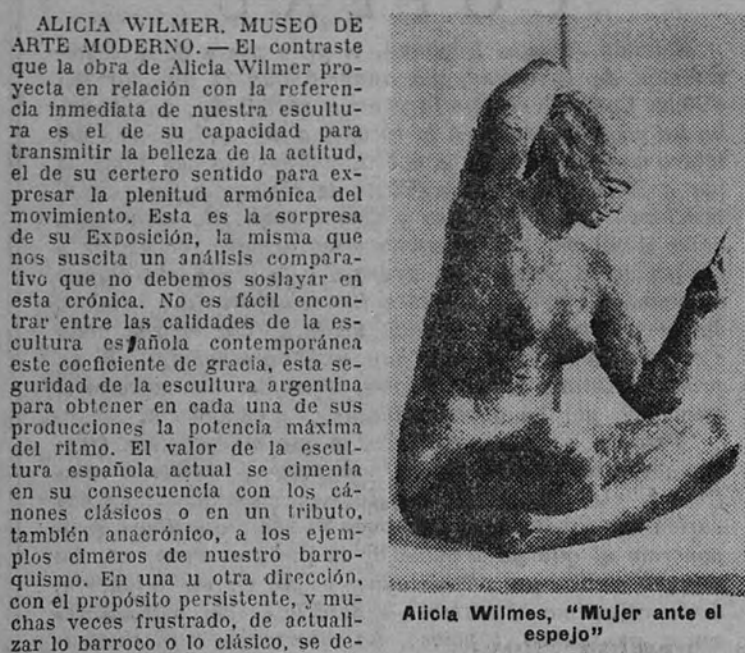 ALICIA WILMER. MUSEO DE
ARTE MODERNO. — El contraste
que la obra de Alicia Wilmer pro-
yecta en relación con la referen-
cia inmediata de nuestra escultu-
ra es el de su capacidad para
transmitir la belleza de la actitud,
el de su certero sentido para ex-
presar la plenitud armónica del
movimiento. Esta es la sorpresa
de su Exposición, la misma que
nos suscita un análisis compara-
tivo que no debemos soslayar en
esta crónica. No es fácil encon-
trar entre las calidades de la es-
cultura española contemporánea
este coeficiente de gracia, esta se-
guridad de la escultura argentina
para obtener en cada una de sus
producciones la potencia máxima
del ritmo. El valor de la escul-
tura española actual se cimenta
en su consecuencia con los cá-
nones clásicos o en un tributo,
también anacrónico, a los ejem-
plos cimeros de nuestro barro-
quismo. En una u otra dirección,
con el propósito persistente, y mu-
chas veces frustrado, de actuali-
zar lo barroco o lo clásico, se de-
Alicia Wilmes, "Mujer ante el
espejo"